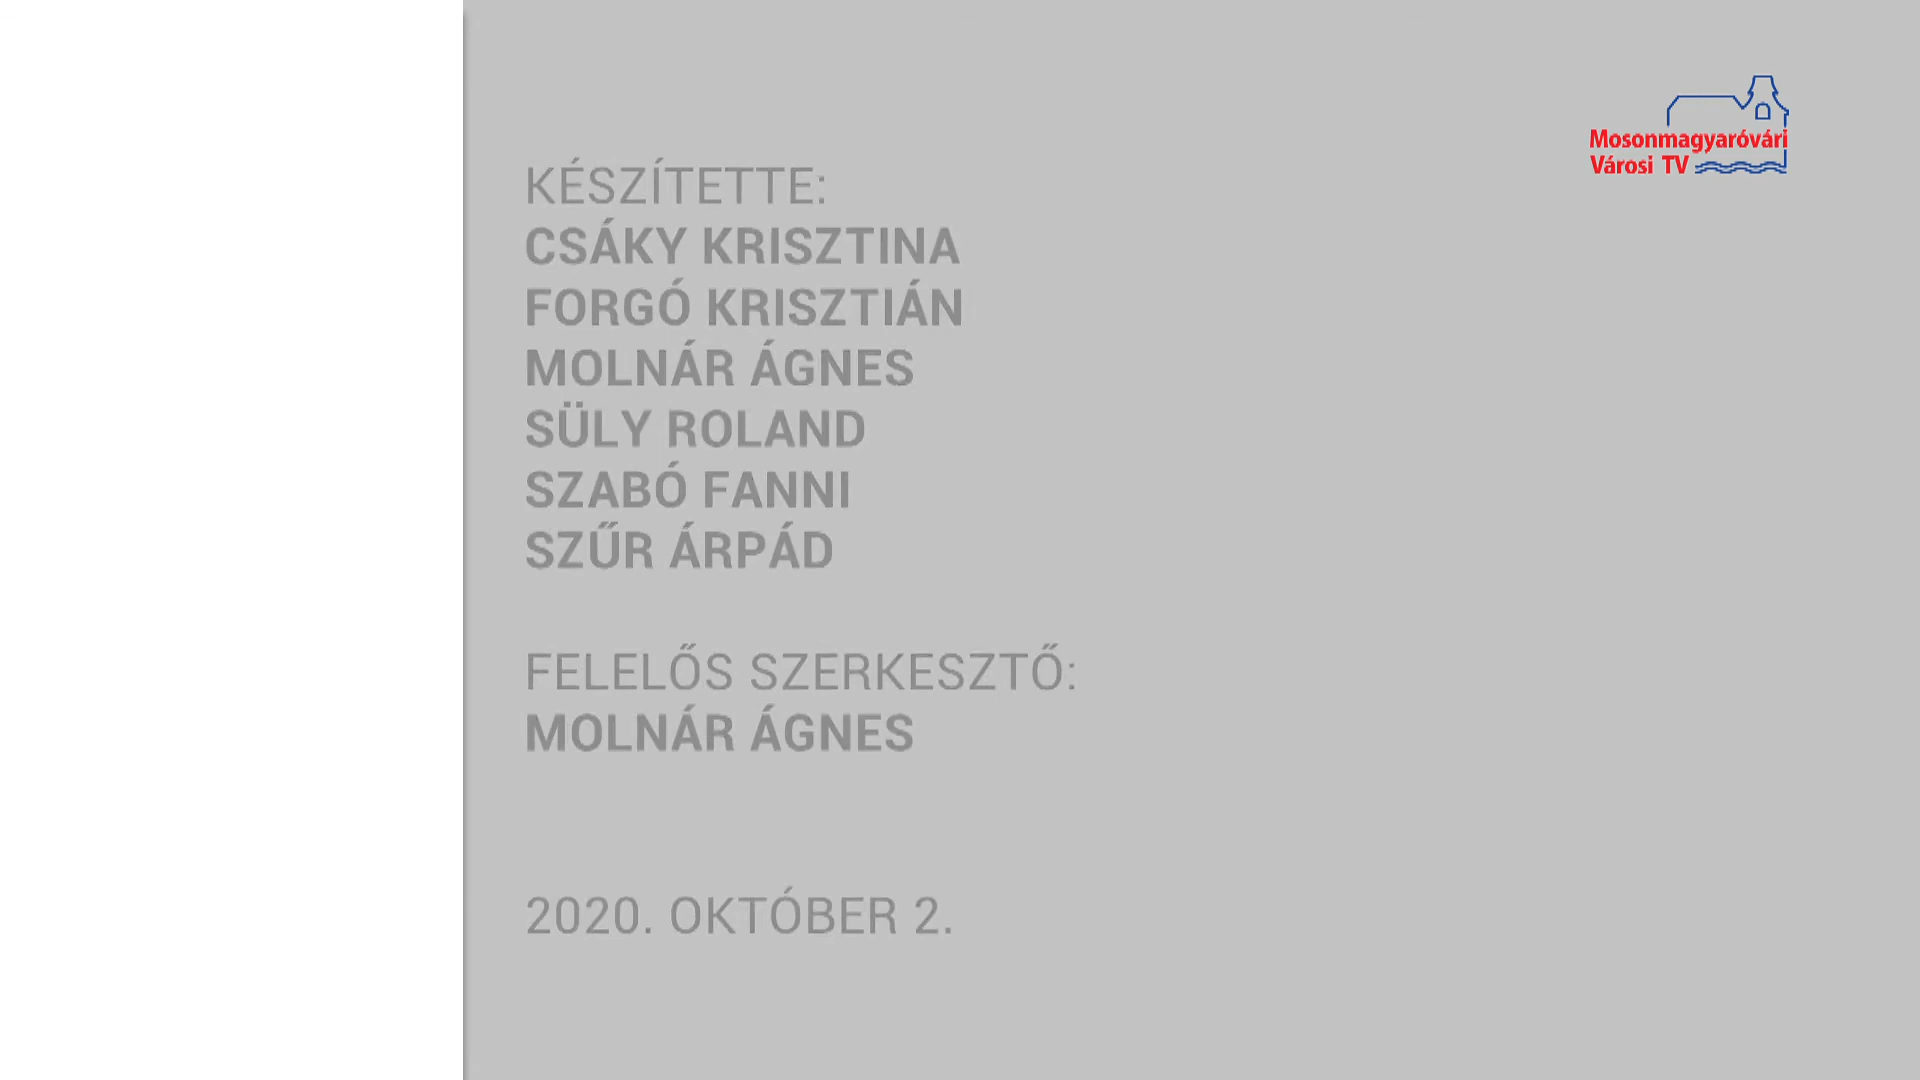 Mosonmagyaróvári
Városi TV
KÉSZÍTETTE:
CSÁKY KRISZTINA
FORGÓ KRISZTIÁN
MOLNÁR ÁGNES
SÜLY ROLAND
SZABÓ FANNI
SZŰR ÁRPÁD
FELELŐS SZERKESZTŐ:
MOLNÁR ÁGNES
2020. OKTÓBER 2.